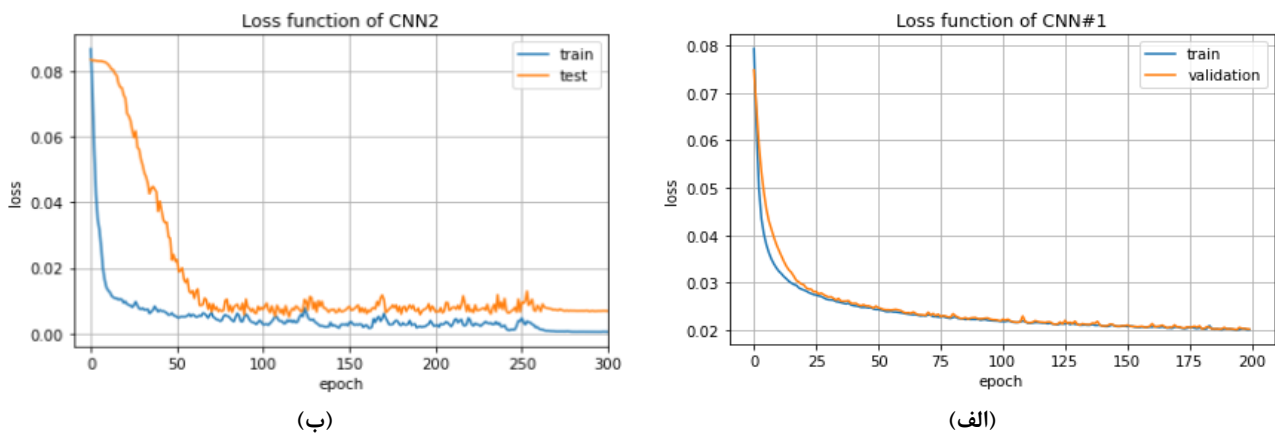 Loss function of CNN2
train
test
loss
0.08
0.06
0.04
0.02
0.00
0 50 100 150 200 250 300
epoch
(ب)
Loss function of CNN#1
train
validation
loss
0.08
0.07
0.06
0.05
0.04
0.03
0.02
0 25 50 75 100 125 150 175 200
epoch
(الف)